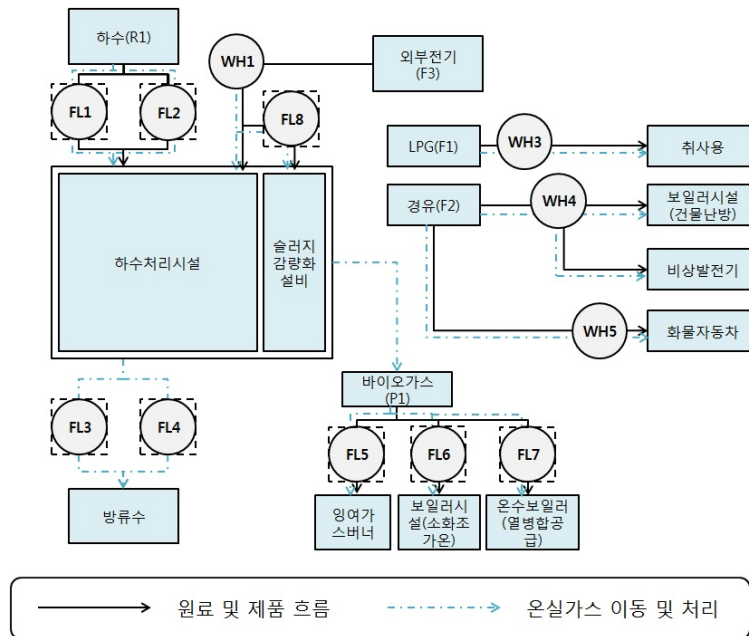 하수(R1)
WH1
외부전기
(F3)
FL1
FL2
FL8
LPG(F1)
WH3
취사용
경유(F2)
WH4
보일러시설
(건물난방)
하수처리시설
슬러지
감량화
설비
비상발전기
WH5
화물자동차
바이오가스
(P1)
FL3
FL4
FL5
FL6
FL7
방류수
잉여가
스버너
보일러시
설(소화조
가온)
온수보일러
(열병합공
급)
원료 및 제품 흐름
온실가스 이동 및 처리